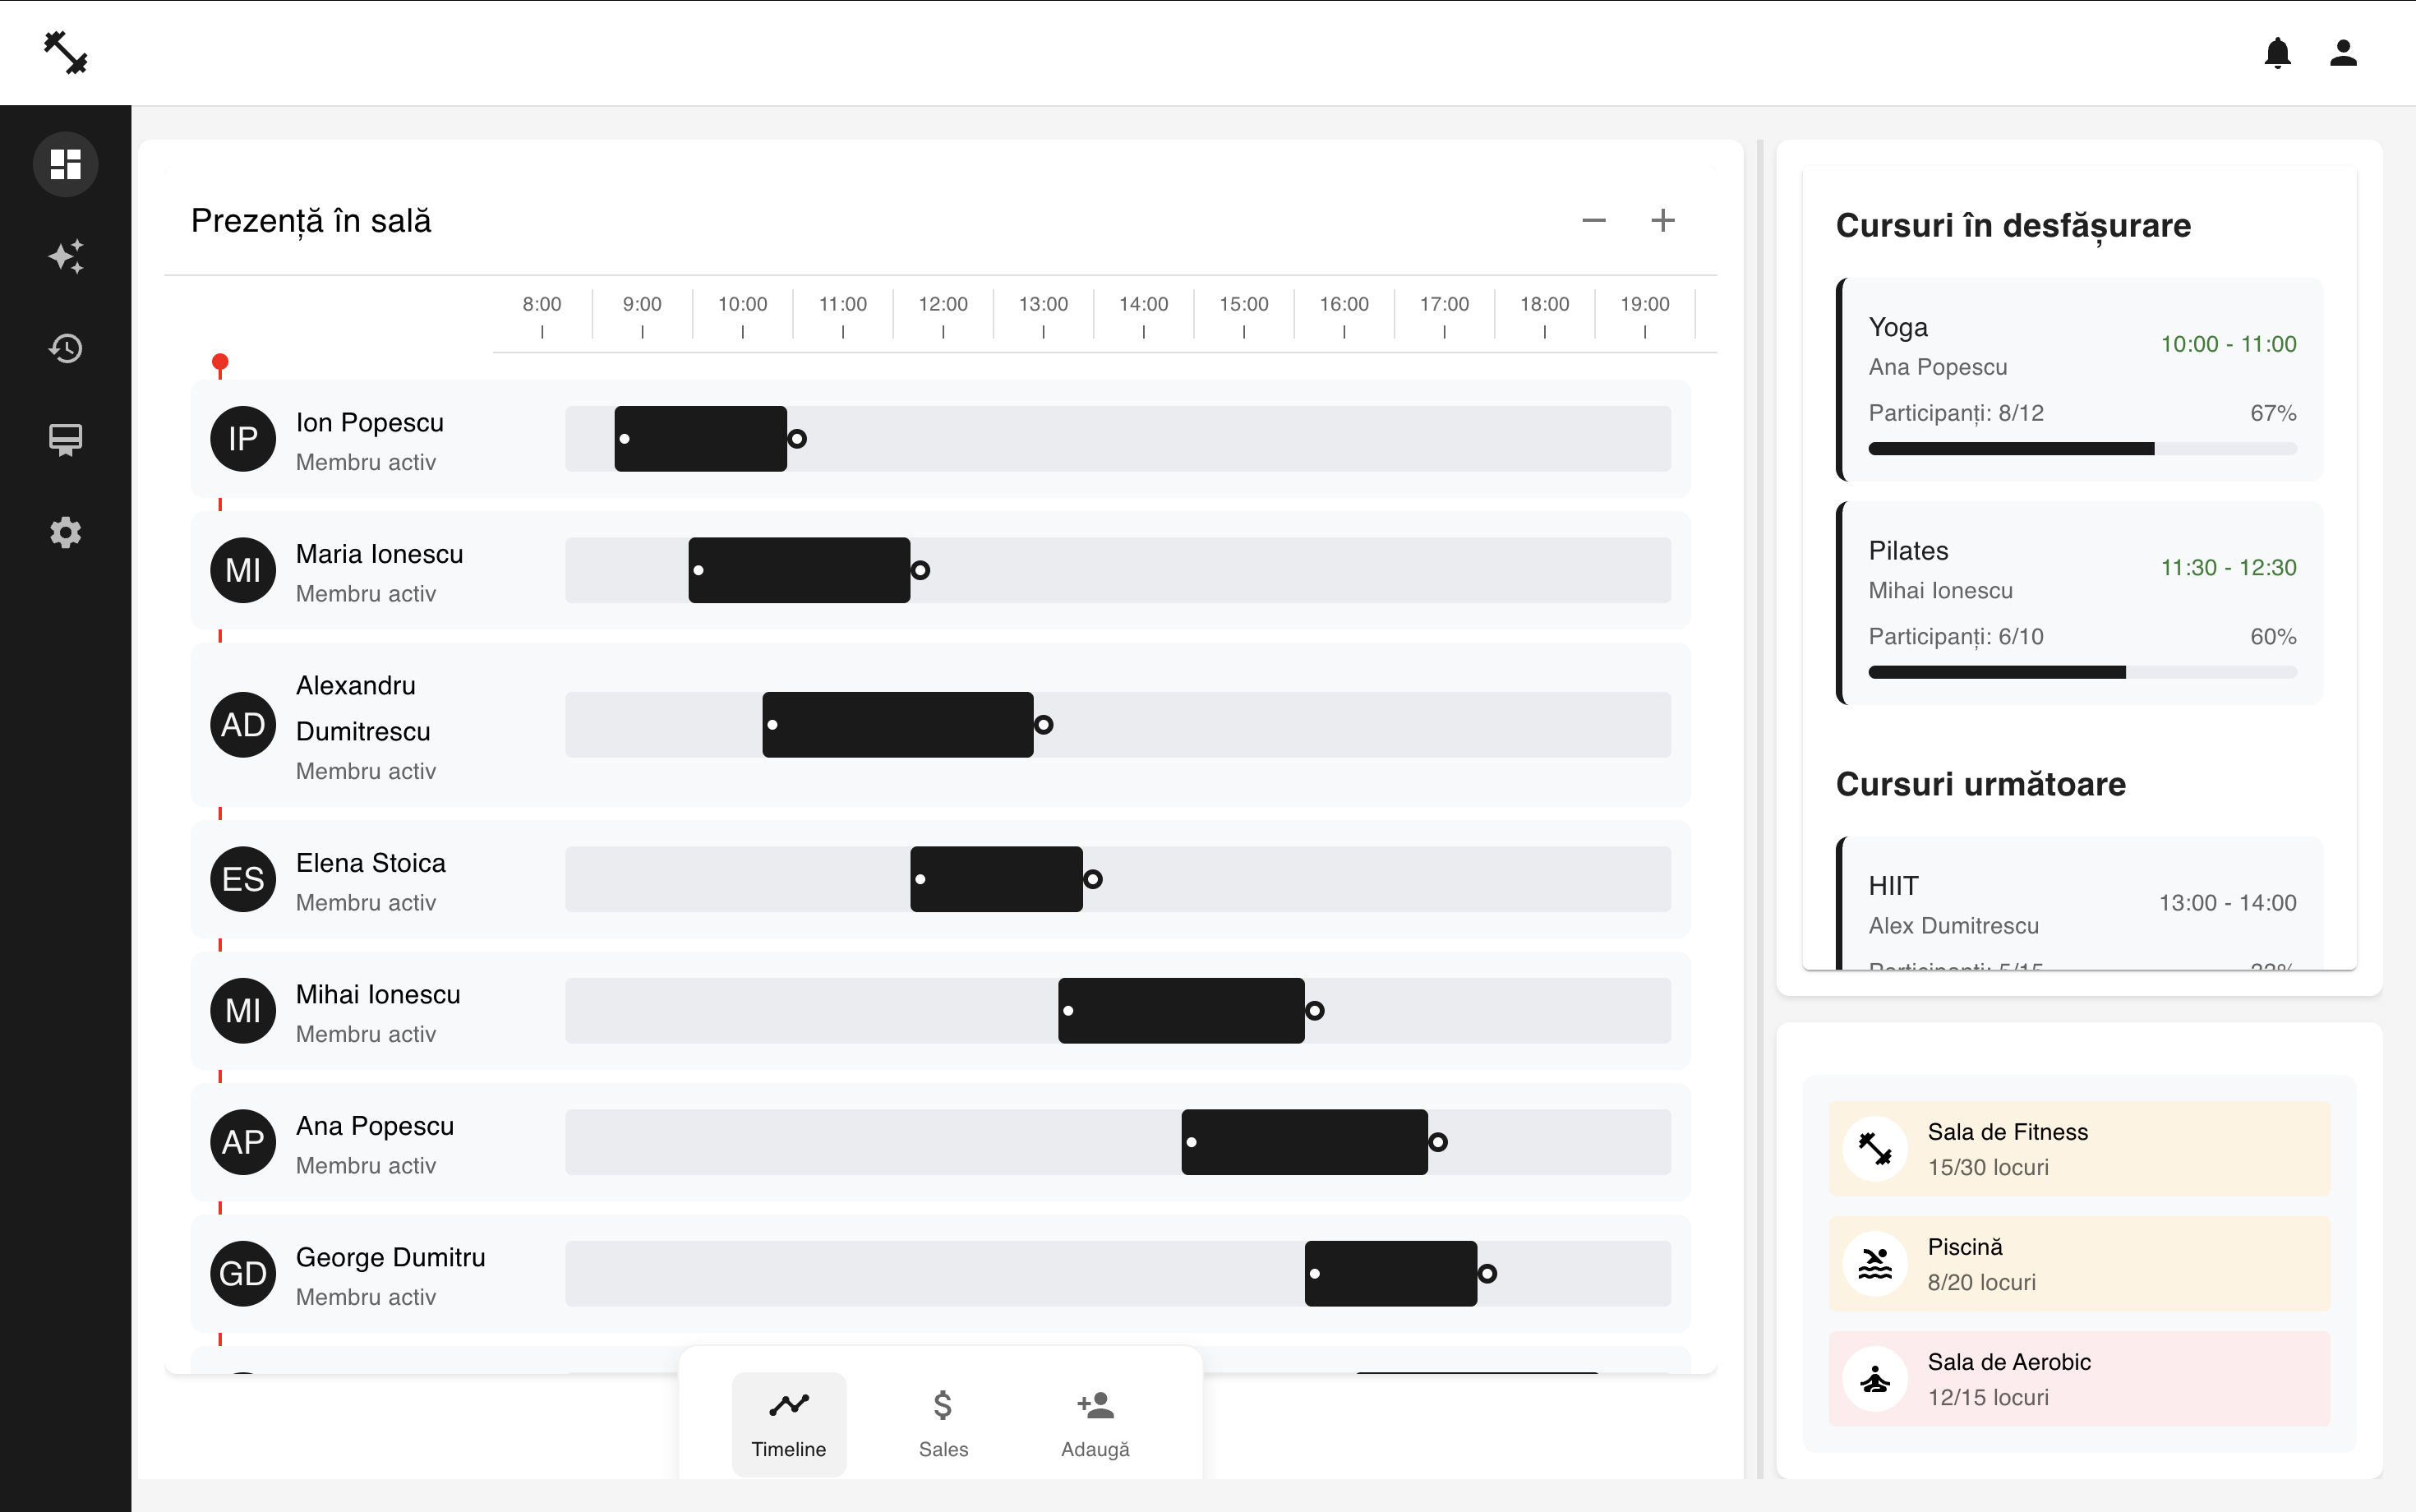 Prezență în sală
8:00 9:00 10:00 11:00 12:00 13:00 14:00 15:00 16:00 17:00 18:00 19:00
IP
Ion Popescu
Membru activ
MI
Maria Ionescu
Membru activ
AD
Alexandru
Dumitrescu
Membru activ
ES
Elena Stoica
Membru activ
MI
Mihai Ionescu
Membru activ
AP
Ana Popescu
Membru activ
GD
George Dumitru
Membru activ
Timeline
Sales
Adaugă
Cursuri în desfășurare
Yoga
10:00 - 11:00
Ana Popescu
Participanți: 8/12 67%
Pilates
11:30 - 12:30
Mihai Ionescu
Participanți: 6/10 60%
Cursuri următoare
HIIT
13:00 - 14:00
Alex Dumitrescu
Participanți: 5/15 33%
Sala de Fitness
15/30 locuri
Piscină
8/20 locuri
Sala de Aerobic
12/15 locuri